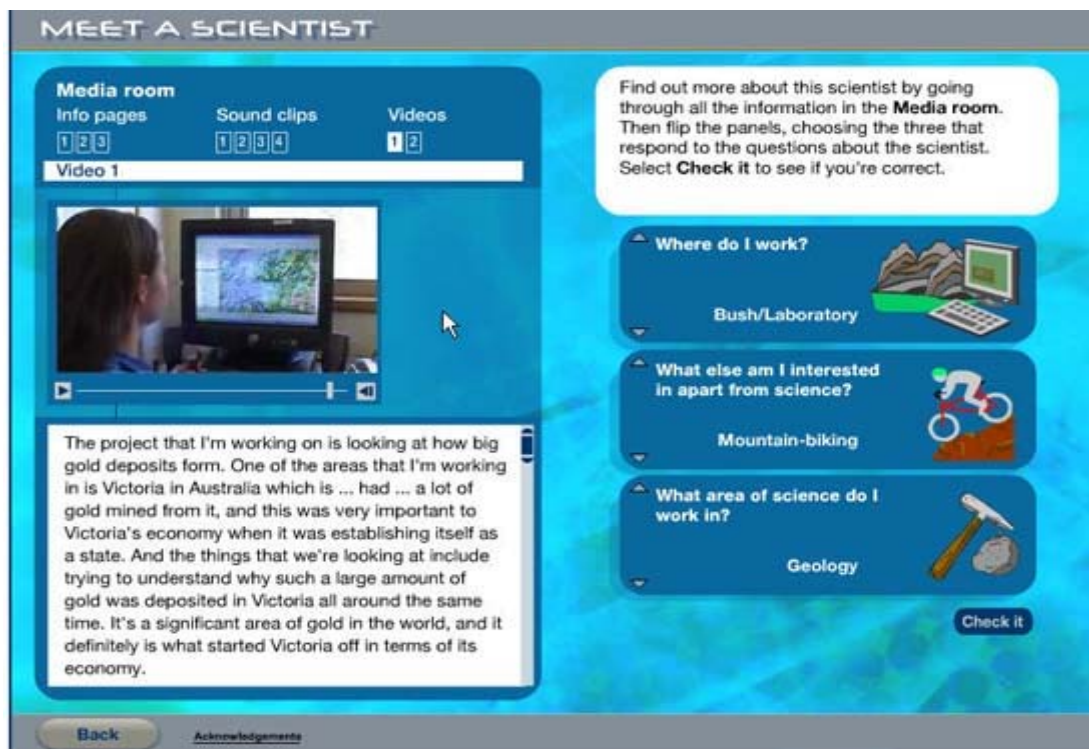 MEET A SCIENTIST
Media room
Info pages
1 2 3
Sound clips
1 2 3 4
Videos
1 2
Video 1
The project that I'm working on is looking at how big
gold deposits form. One of the areas that I'm working
in is Victoria in Australia which is ... had ... a lot of
gold mined from it, and this was very important to
Victoria's economy when it was establishing itself as
a state. And the things that we're looking at include
trying to understand why such a large amount of
gold was deposited in Victoria all around the same
time. It's a significant area of gold in the world, and it
definitely is what started Victoria off in terms of its
economy.
Find out more about this scientist by going
through all the information in the Media room.
Then flip the panels, choosing the three that
respond to the questions about the scientist.
Select Check it to see if you're correct.
Where do I work?
Bush/Laboratory
What else am I interested
in apart from science?
Mountain-biking
What area of science do I
work in?
Geology
Check it
Back
Acknowledgements